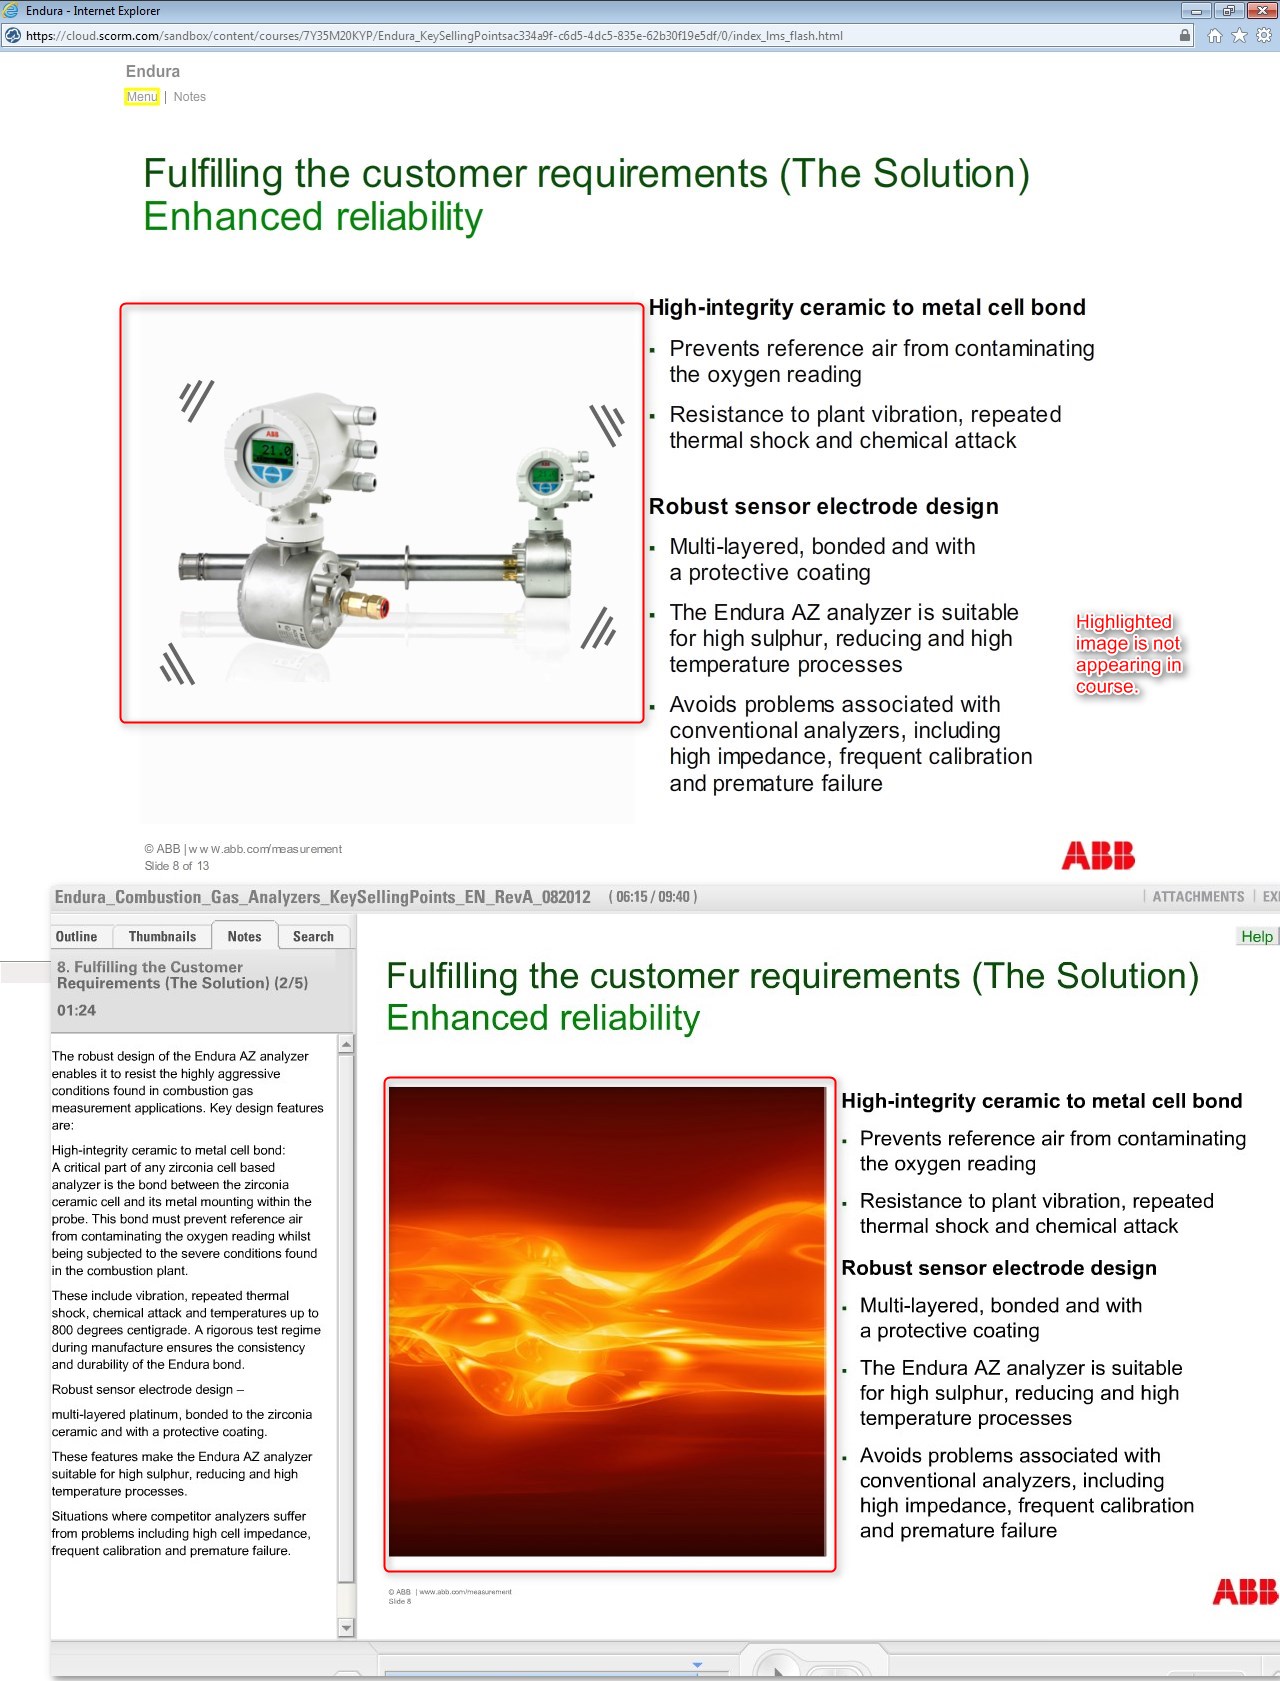 Endura - Internet Explorer
https://cloud.scorm.com/sandbox/content/courses/7Y35M20KYP/Endura_KeySellingPointsac334a9f-c6d5-4dc5-835e-62b30f19e5df/0/index_lms_flash.html
Endura
Menu | Notes
Fulfilling the customer requirements (The Solution)
Enhanced reliability
High-integrity ceramic to metal cell bond
Prevents reference air from contaminating
the oxygen reading
Resistance to plant vibration, repeated
thermal shock and chemical attack
Robust sensor electrode design
Multi-layered, bonded and with
a protective coating
The Endura AZ analyzer is suitable
for high sulphur, reducing and high
temperature processes
Avoids problems associated with
conventional analyzers, including
high impedance, frequent calibration
and premature failure
ABB
21.0
Highlighted
image is not
appearing in
course.
© ABB | www.abb.com/measurement
Slide 8 of 13
ABB
Endura_Combustion_Gas_Analyzers_KeySellingPoints_EN_RevA_082012 ( 06:15 / 09:40 )
| ATTACHMENTS | EX
Outline Thumbnails Notes Search
Help
8. Fulfilling the Customer
Requirements (The Solution) (2/5)
01:24
The robust design of the Endura AZ analyzer
enables it to resist the highly aggressive
conditions found in combustion gas
measurement applications. Key design features
are:
High-integrity ceramic to metal cell bond:
A critical part of any zirconia cell based
analyzer is the bond between the zirconia
ceramic cell and its metal mounting within the
probe. This bond must prevent reference air
from contaminating the oxygen reading whilst
being subjected to the severe conditions found
in the combustion plant.
These include vibration, repeated thermal
shock, chemical attack and temperatures up to
800 degrees centigrade. A rigorous test regime
during manufacture ensures the consistency
and durability of the Endura bond.
Robust sensor electrode design –
multi-layered platinum, bonded to the zirconia
ceramic and with a protective coating.
These features make the Endura AZ analyzer
suitable for high sulphur, reducing and high
temperature processes.
Situations where competitor analyzers suffer
from problems including high cell impedance,
frequent calibration and premature failure.
Fulfilling the customer requirements (The Solution)
Enhanced reliability
High-integrity ceramic to metal cell bond
Prevents reference air from contaminating
the oxygen reading
Resistance to plant vibration, repeated
thermal shock and chemical attack
Robust sensor electrode design
Multi-layered, bonded and with
a protective coating
The Endura AZ analyzer is suitable
for high sulphur, reducing and high
temperature processes
Avoids problems associated with
conventional analyzers, including
high impedance, frequent calibration
and premature failure
© ABB | www.abb.com/measurement
Slide 8
ABB